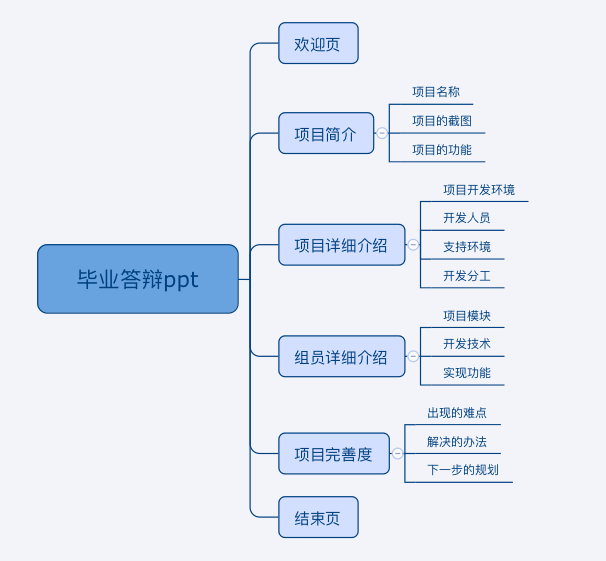 毕业答辩ppt
欢迎页
项目简介
项目名称
项目的截图
项目的功能
项目详细介绍
项目开发环境
开发人员
支持环境
开发分工
组员详细介绍
项目模块
开发技术
实现功能
项目完善度
出现的难点
解决的办法
下一步的规划
结束页